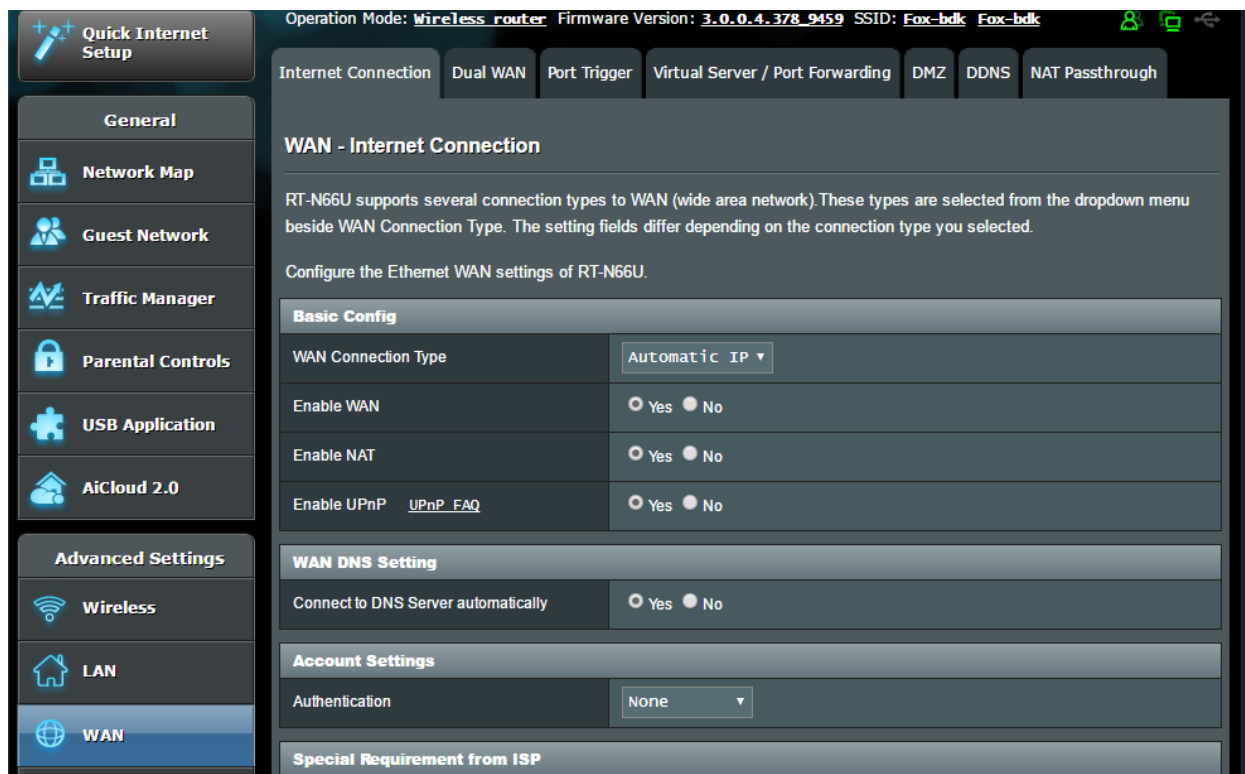 Quick Internet
Setup
General
Network Map
Guest Network
Traffic Manager
Parental Controls
USB Application
AiCloud 2.0
Advanced Settings
Wireless
LAN
WAN
Operation Mode: Wireless router Firmware Version: 3.0.0.4.378_9459 SSID: Fox-bdk Fox-bdk
Internet Connection Dual WAN Port Trigger Virtual Server / Port Forwarding DMZ DDNS NAT Passthrough
WAN - Internet Connection
RT-N66U supports several connection types to WAN (wide area network).These types are selected from the dropdown menu
beside WAN Connection Type. The setting fields differ depending on the connection type you selected.
Configure the Ethernet WAN settings of RT-N66U.
Basic Config
WAN Connection Type Automatic IP
Enable WAN Yes No
Enable NAT Yes No
Enable UPnP UPnP FAQ Yes No
WAN DNS Setting
Connect to DNS Server automatically Yes No
Account Settings
Authentication None
Special Requirement from ISP